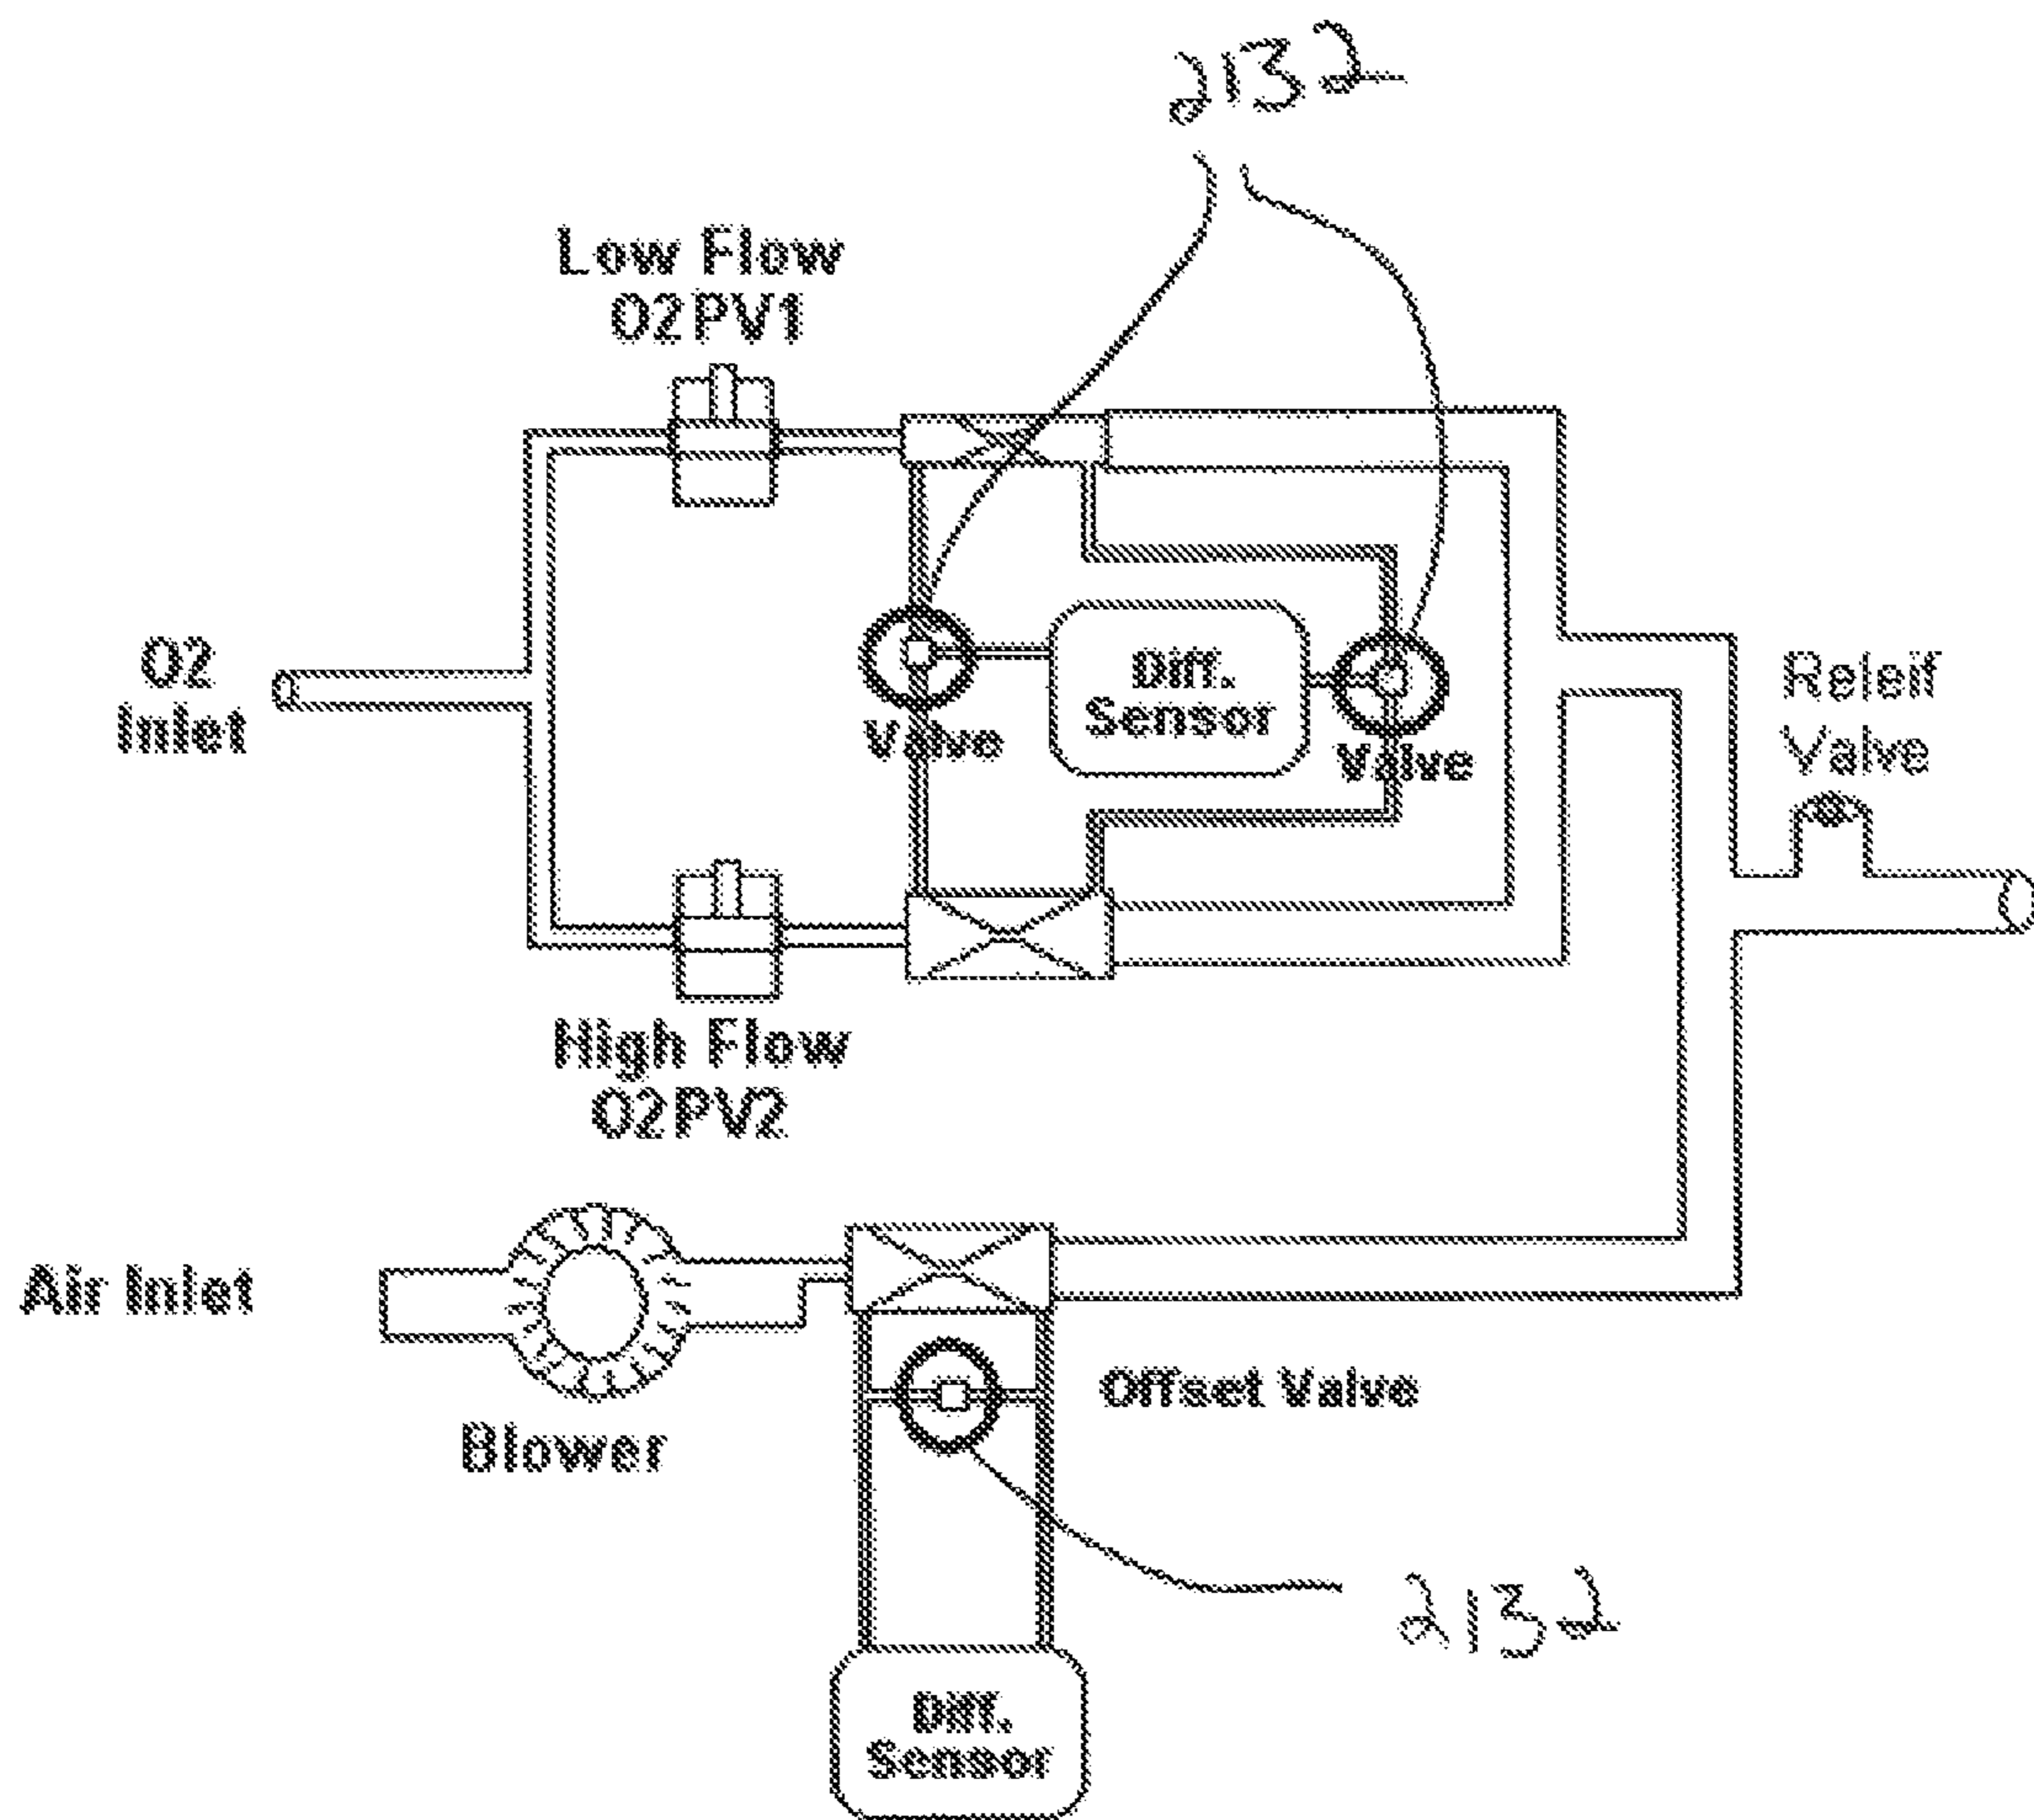 2132
Low Flow
O2PV1
O2
Inlet
Valve
Diff.
Sensor
Valve
Releif
Valve
High Flow
O2PV2
Air Inlet
Blower
Offset Valve
2132
Diff.
Sensor